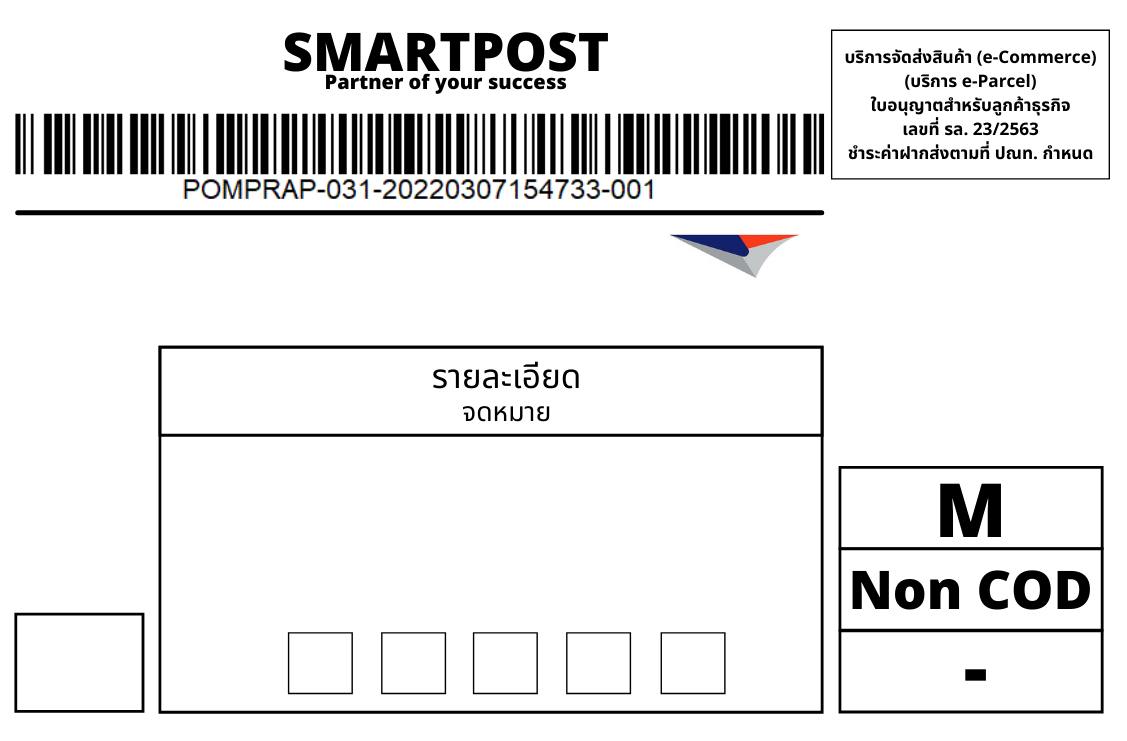 SMARTPOST
Partner of your success
POMPRAP-031-20220307154733-001
บริการจัดส่งสินค้า (e-Commerce)
(บริการ e-Parcel)
ใบอนุญาตสำหรับลูกค้าธุรกิจ
เลขที่ รล. 23/2563
ชำระค่าฝากส่งตามที่ ปณท. กำหนด
รายละเอียด
จดหมาย
M
Non COD
-